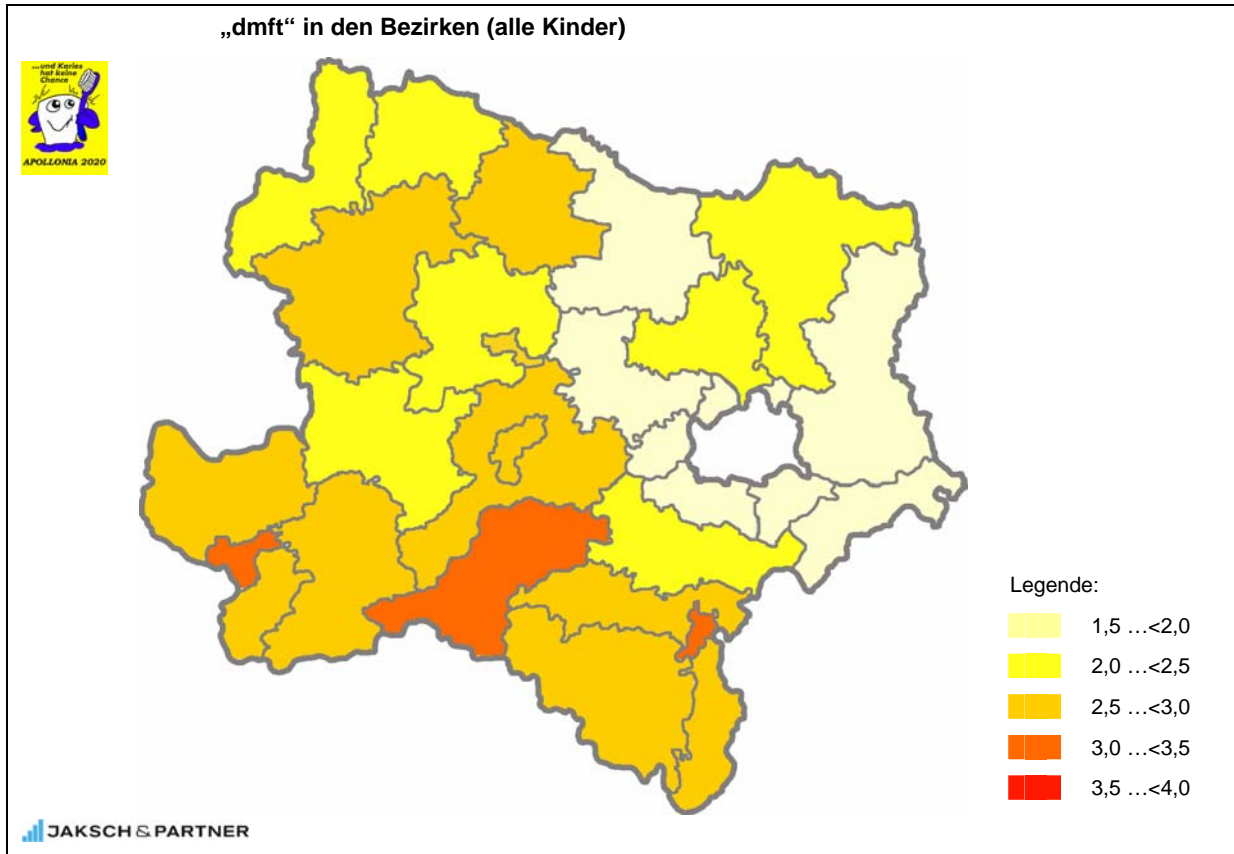 „dmft“ in den Bezirken (alle Kinder)
...und Karies
hat keine
Chance
APOLLONIA 2020
Legende:
1,5 …<2,0
2,0 …<2,5
2,5 …<3,0
3,0 …<3,5
3,5 …<4,0
JAKSCH & PARTNER